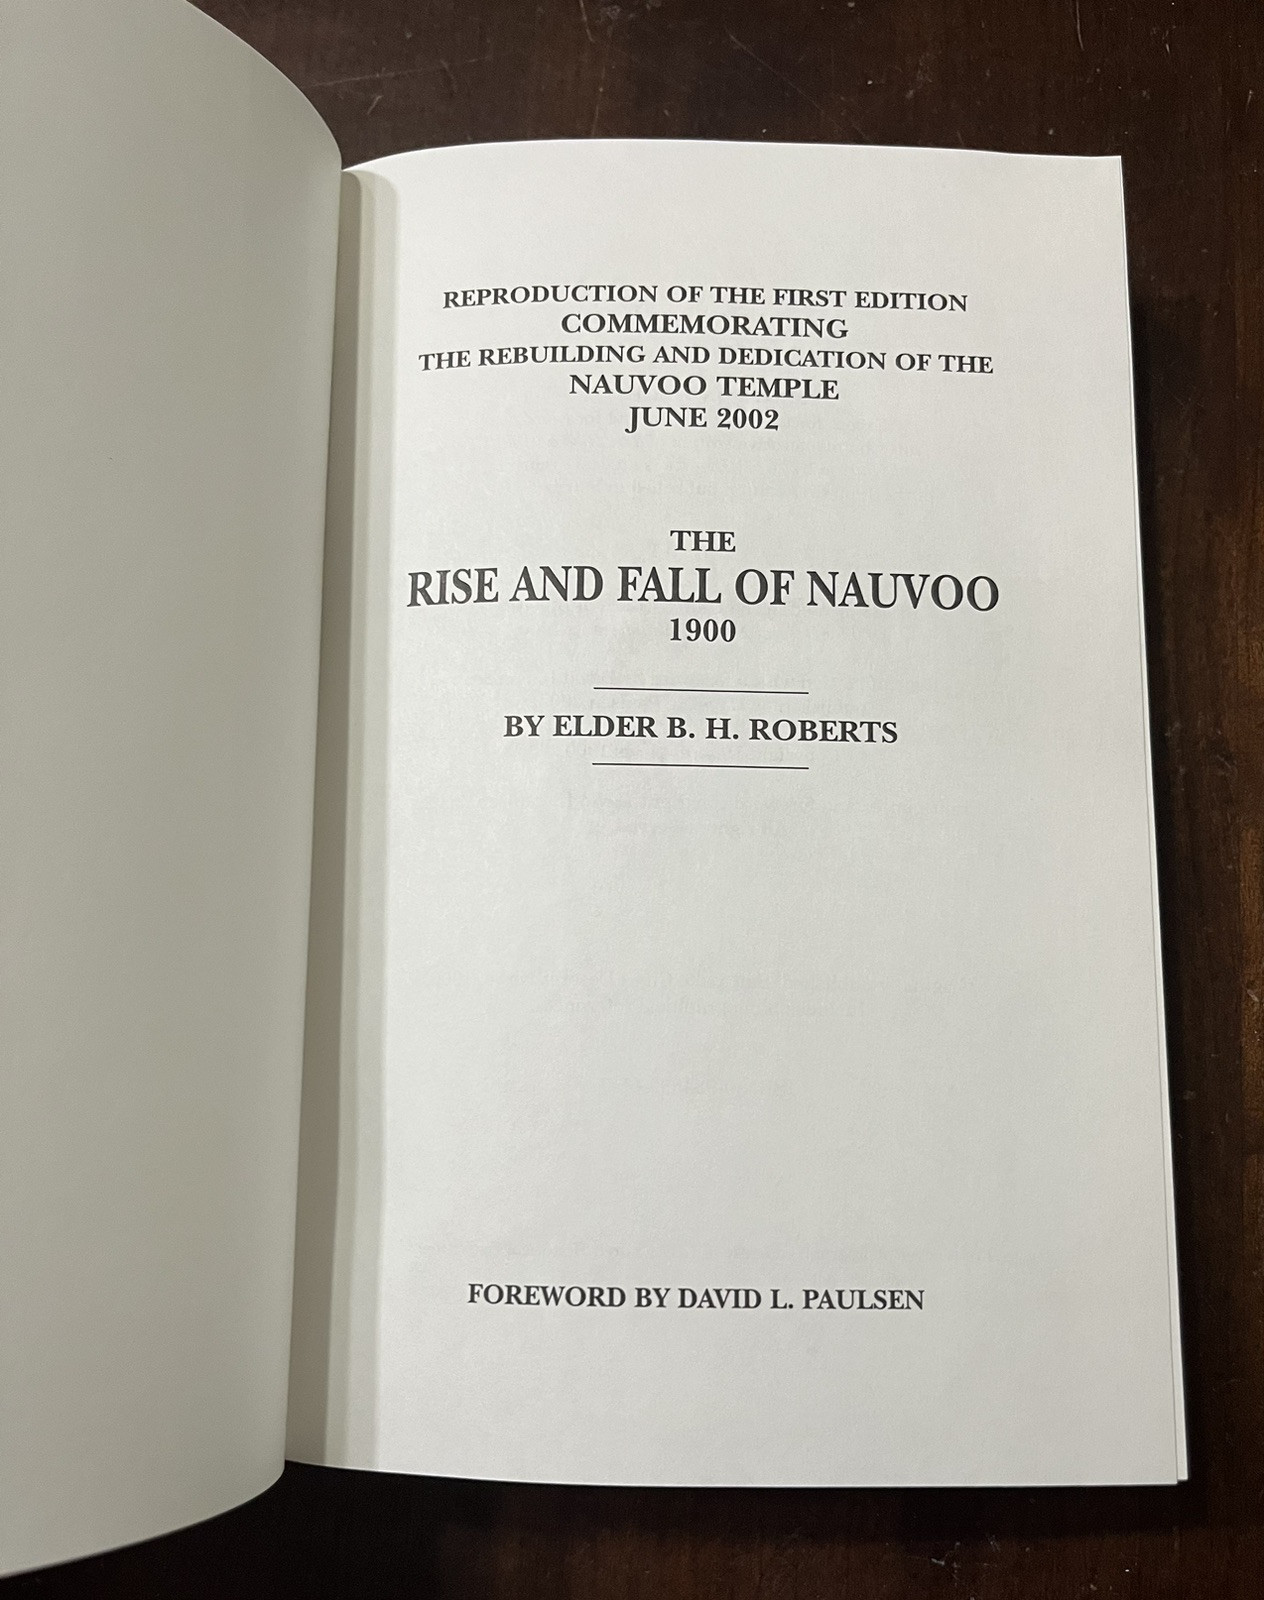 REPRODUCTION OF THE FIRST EDITION
COMMEMORATING
THE REBUILDING AND DEDICATION OF THE
NAUVOO TEMPLE
JUNE 2002
THE
RISE AND FALL OF NAUVOO
1900
BY ELDER B. H. ROBERTS
FOREWORD BY DAVID L. PAULSEN